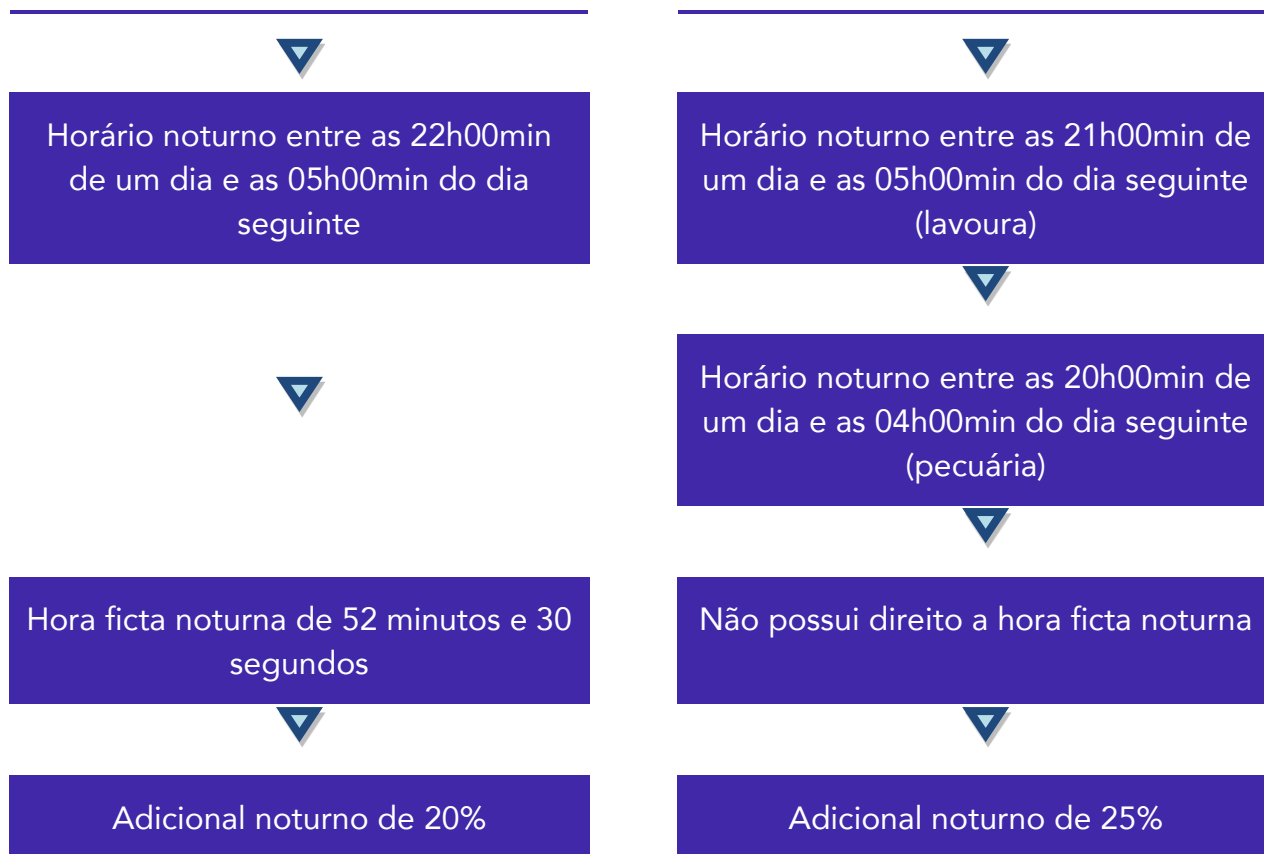 Horário noturno entre as 22h00min
de um dia e as 05h00min do dia
seguinte
Horário noturno entre as 21h00min de
um dia e as 05h00min do dia seguinte
(lavoura)
Horário noturno entre as 20h00min de
um dia e as 04h00min do dia seguinte
(pecuária)
Hora ficta noturna de 52 minutos e 30
segundos
Não possui direito a hora ficta noturna
Adicional noturno de 20%
Adicional noturno de 25%